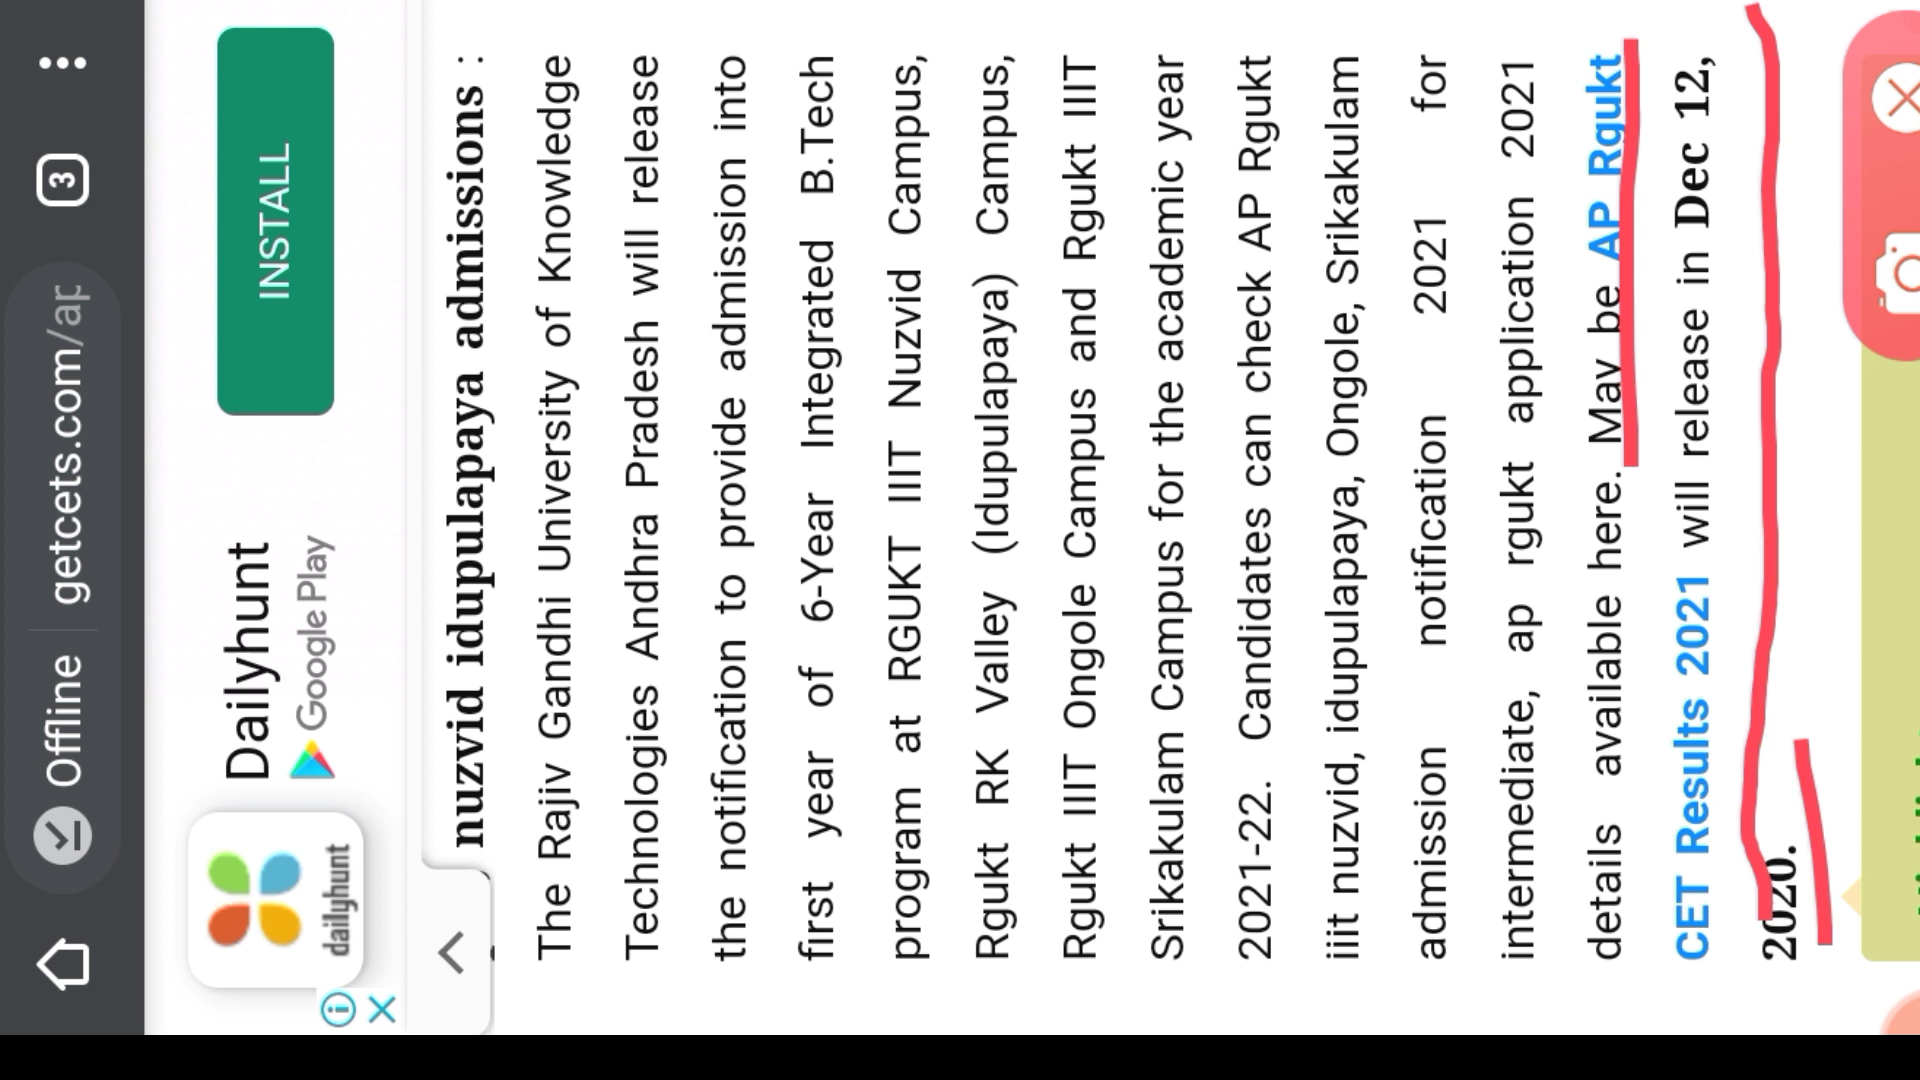 Offline getcets.com/ap
3
dailyhunt
Dailyhunt
Google Play
INSTALL
nuzvid idupulapaya admissions :
The Rajiv Gandhi University of Knowledge
Technologies Andhra Pradesh will release
the notification to provide admission into
first year of 6-Year Integrated B.Tech
program at RGUKT IIIT Nuzvid Campus,
Rgukt RK Valley (Idupulapaya) Campus,
Rgukt IIIT Ongole Campus and Rgukt IIIT
Srikakulam Campus for the academic year
2021-22. Candidates can check AP Rgukt
iiit nuzvid, idupulapaya, Ongole, Srikakulam
admission notification 2021 for
intermediate, ap rgukt application 2021
details available here. May be AP Rgukt
CET Results 2021 will release in Dec 12,
2020.